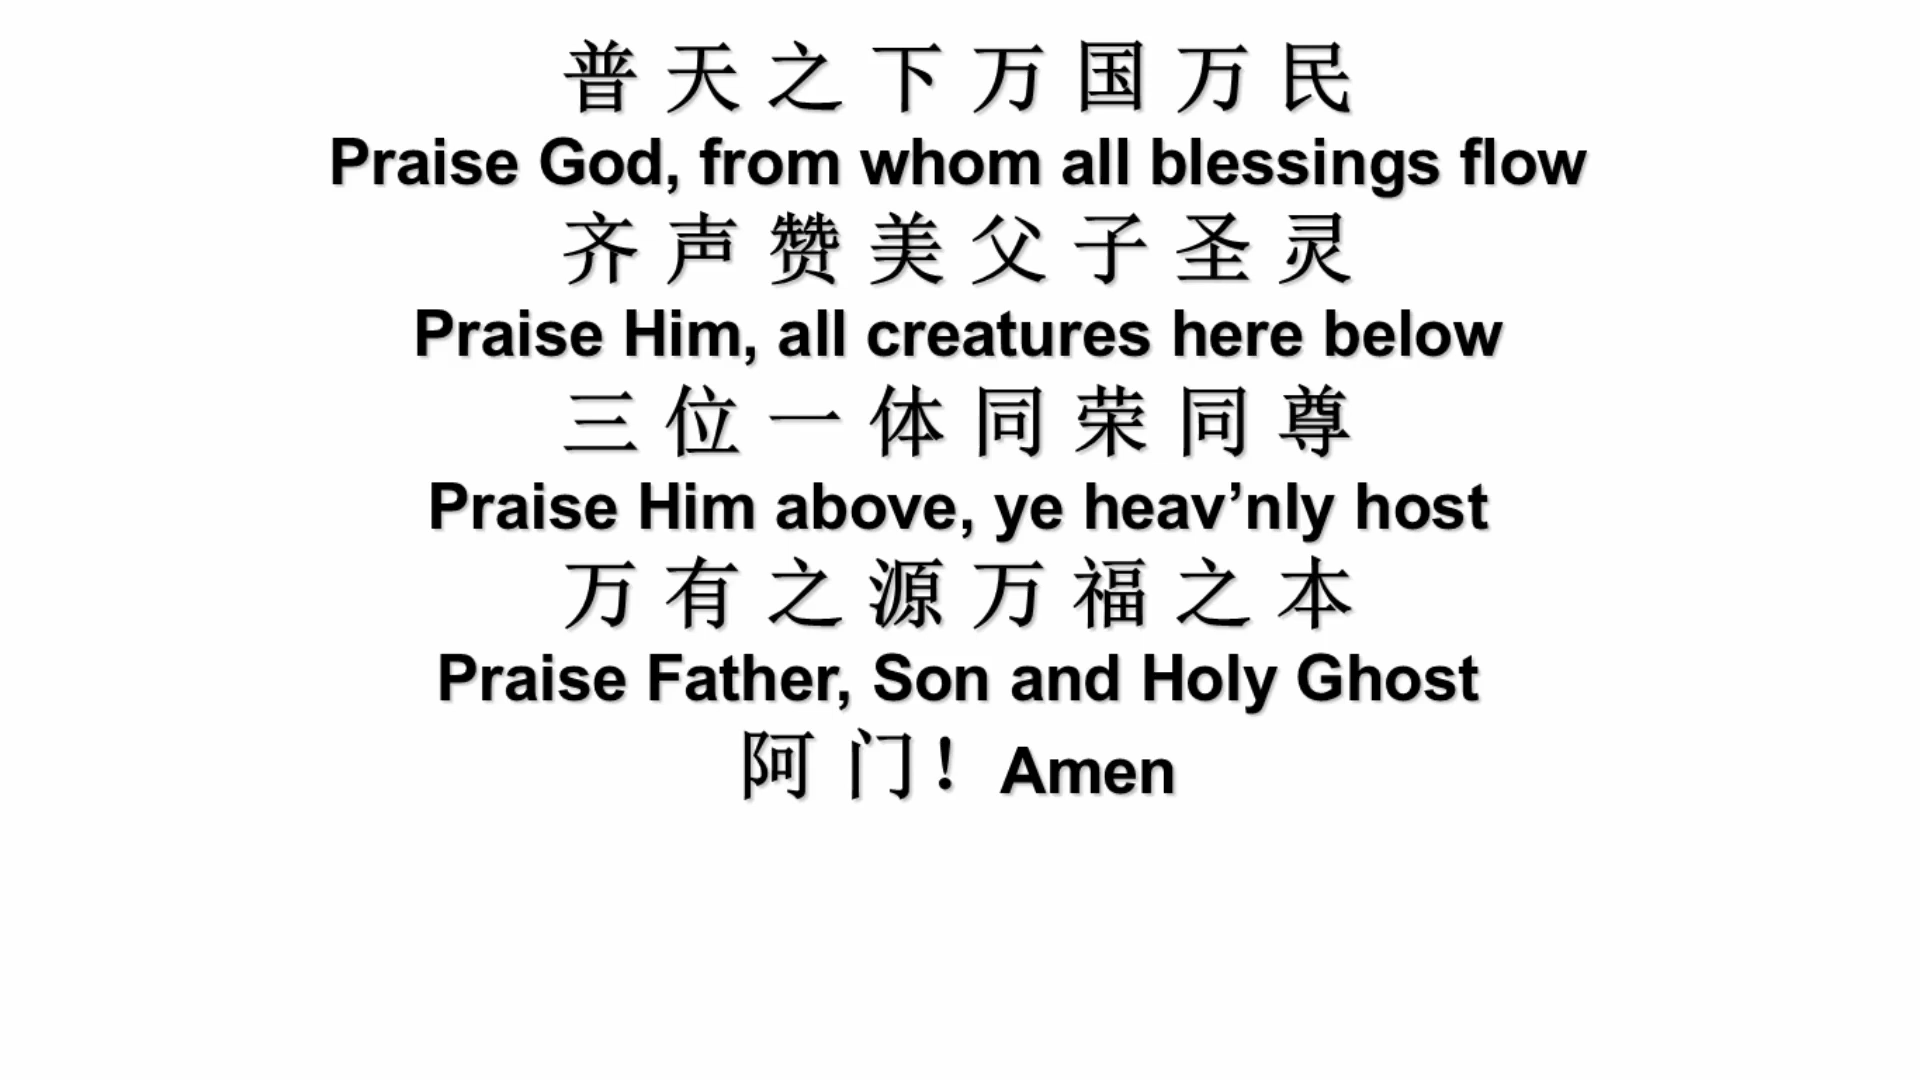 普 天 之 下 万 国 万 民
Praise God, from whom all blessings flow
齐 声 赞 美 父 子 圣 灵
Praise Him, all creatures here below
三 位 一 体 同 荣 同 尊
Praise Him above, ye heav’nly host
万 有 之 源 万 福 之 本
Praise Father, Son and Holy Ghost
阿 门！ Amen